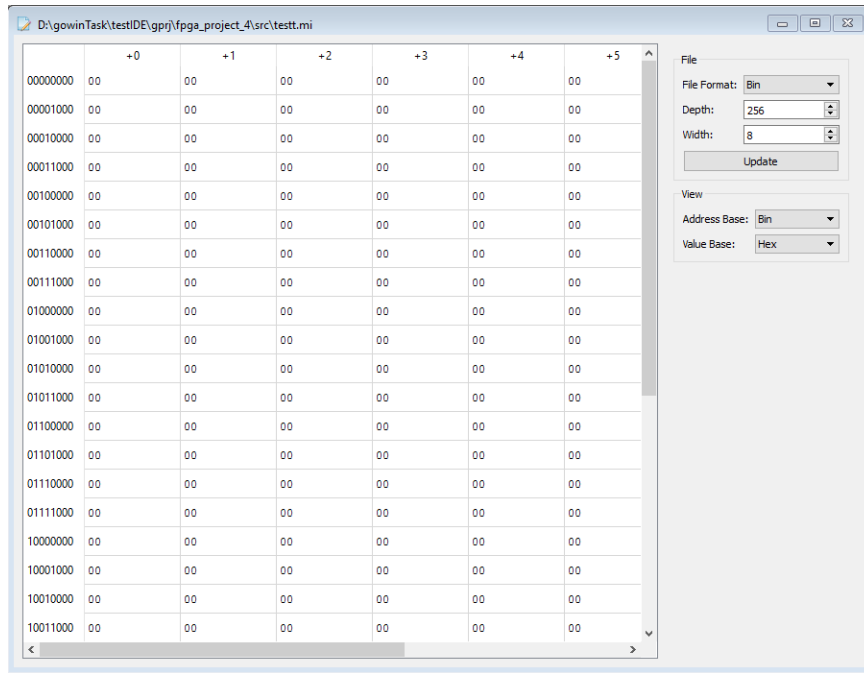 D:\gowinTask\testIDE\gprj\fpga_project_4\src\testt.mi
+0 +1 +2 +3 +4 +5
00000000 00 00 00 00 00 00
00001000 00 00 00 00 00 00
00010000 00 00 00 00 00 00
00011000 00 00 00 00 00 00
00100000 00 00 00 00 00 00
00101000 00 00 00 00 00 00
00110000 00 00 00 00 00 00
00111000 00 00 00 00 00 00
01000000 00 00 00 00 00 00
01001000 00 00 00 00 00 00
01010000 00 00 00 00 00 00
01011000 00 00 00 00 00 00
01100000 00 00 00 00 00 00
01101000 00 00 00 00 00 00
01110000 00 00 00 00 00 00
01111000 00 00 00 00 00 00
10000000 00 00 00 00 00 00
10001000 00 00 00 00 00 00
10010000 00 00 00 00 00 00
10011000 00 00 00 00 00 00
File
File Format: Bin
Depth: 256
Width: 8
Update
View
Address Base: Bin
Value Base: Hex